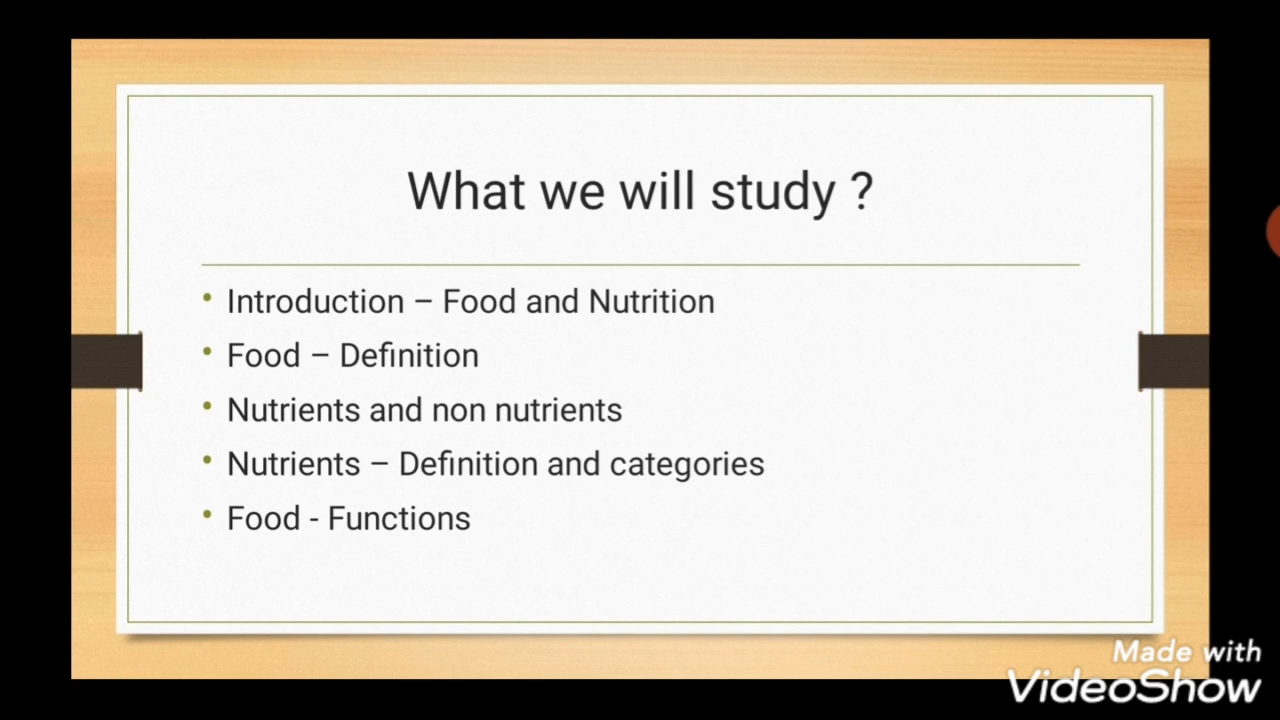 What we will study ?
• Introduction – Food and Nutrition
• Food – Definition
• Nutrients and non nutrients
• Nutrients – Definition and categories
• Food - Functions
Made with
VideoShow